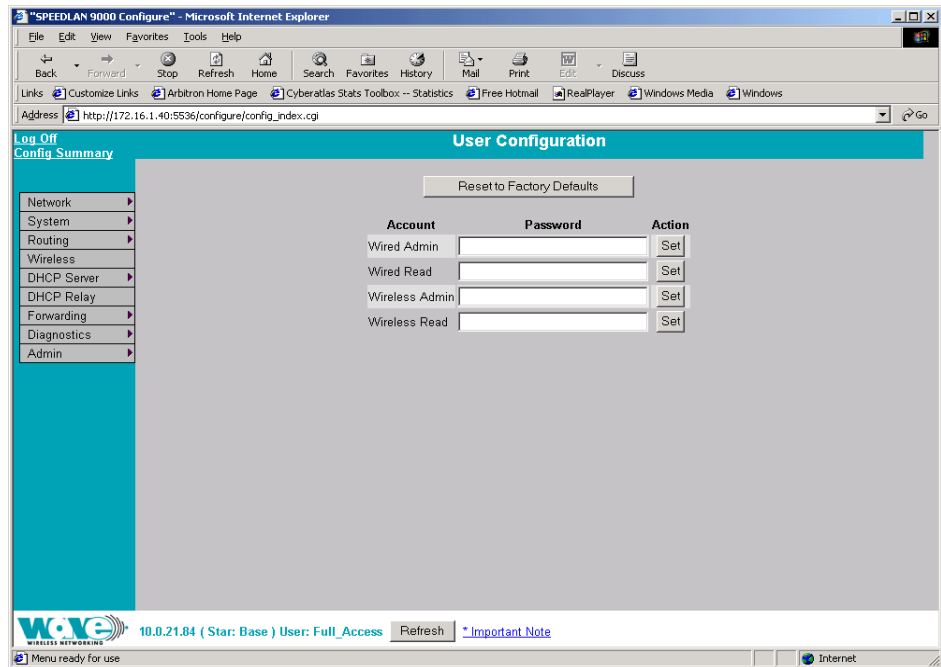 "SPEEDLAN 9000 Configure" - Microsoft Internet Explorer
File Edit View Favorites Tools Help
Back Forward Stop Refresh Home Search Favorites History Mail Print Edit Discuss
Links Customize Links Arbitron Home Page Cyberatlas Stats Toolbox -- Statistics Free Hotmail RealPlayer Windows Media Windows
Address http://172.16.1.40:5536/configure/config_index.cgi Go
Log Off
Config Summary
User Configuration
Reset to Factory Defaults
Network
System
Routing
Wireless
DHCP Server
DHCP Relay
Forwarding
Diagnostics
Admin
Account Password Action
Wired Admin Set
Wired Read Set
Wireless Admin Set
Wireless Read Set
WAVE
WIRELESS NETWORKING
10.0.21.84 ( Star: Base ) User: Full_Access Refresh * Important Note
Menu ready for use Internet